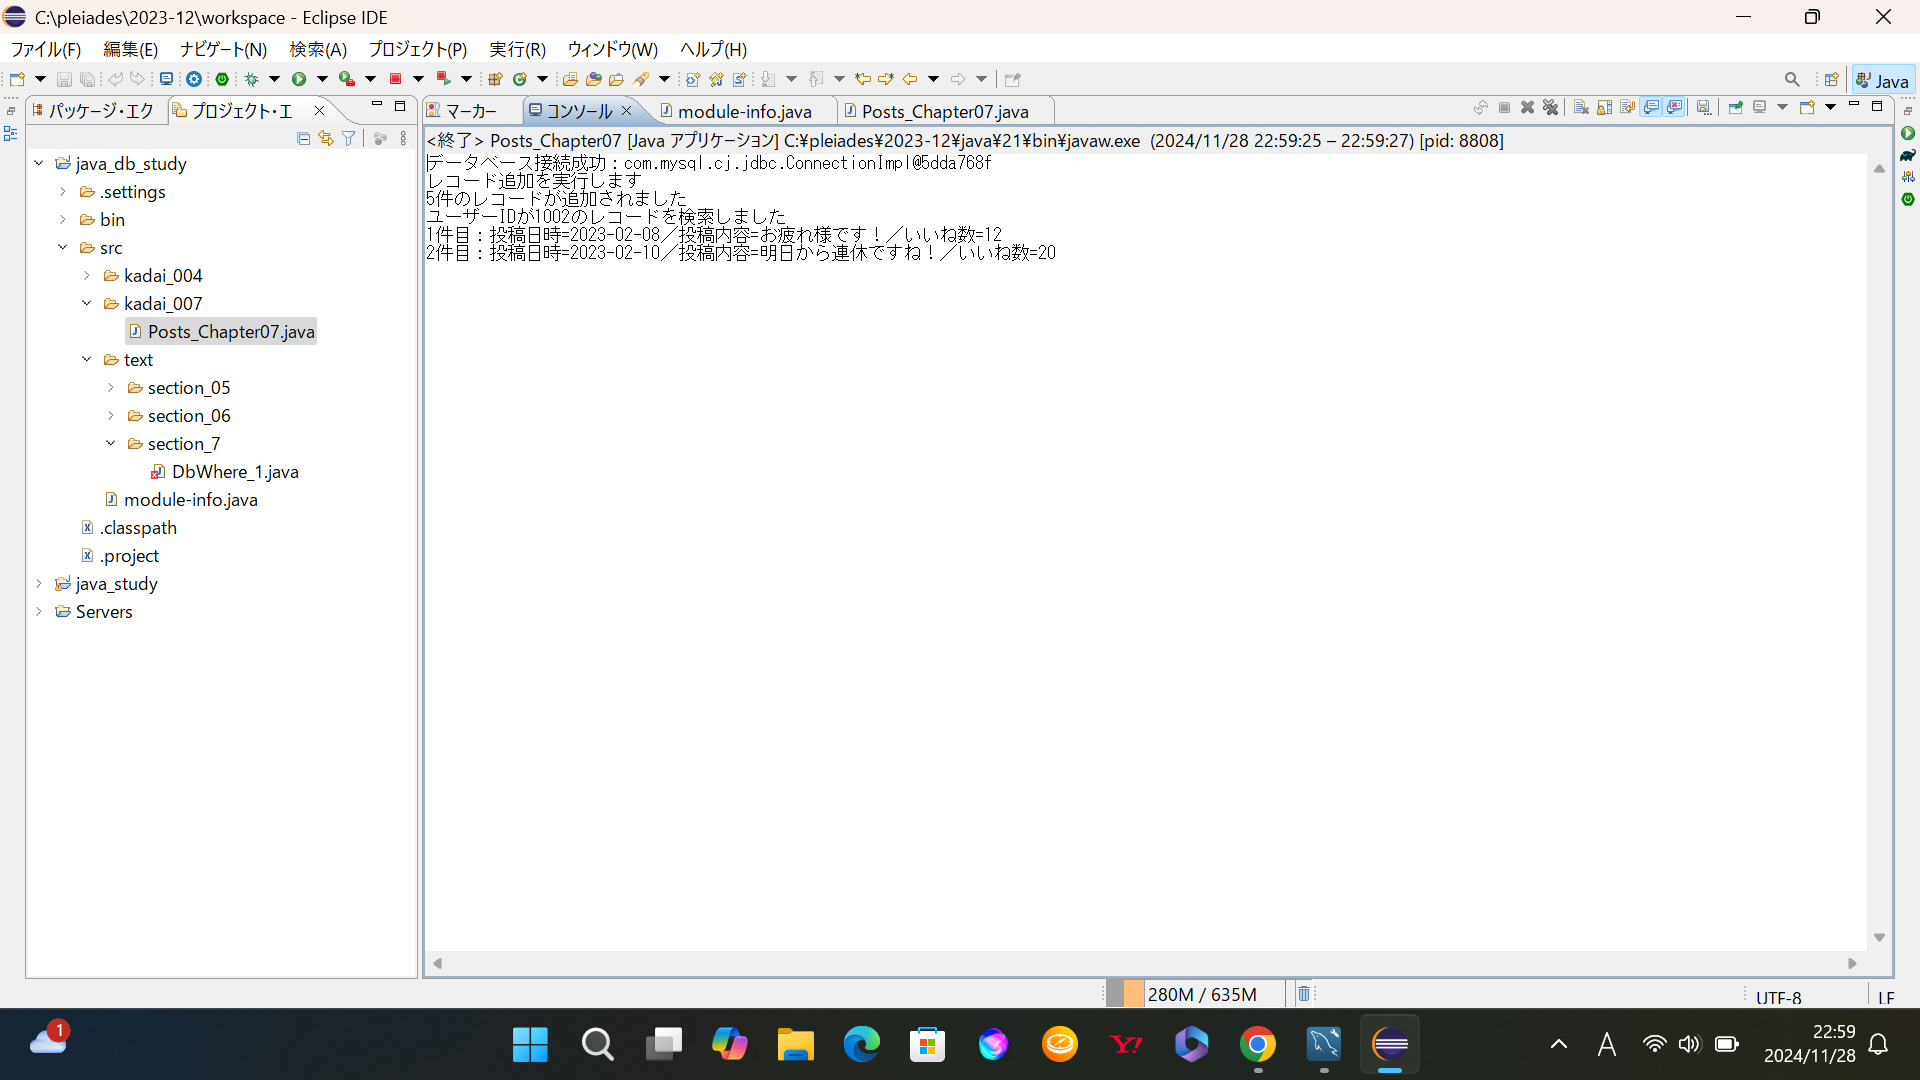 C:\pleiades\2023-12\workspace - Eclipse IDE
ファイル(F) 編集(E) ナビゲート(N) 検索(A) プロジェクト(P) 実行(R) ウィンドウ(W) ヘルプ(H)
Java
パッケージ・エク プロジェクト・エ
マーカー コンソール module-info.java Posts_Chapter07.java
<終了> Posts_Chapter07 [Java アプリケーション] C:¥pleiades¥2023-12¥java¥21¥bin¥javaw.exe (2024/11/28 22:59:25 – 22:59:27) [pid: 8808]
データベース接続成功：com.mysql.cj.jdbc.ConnectionImpl@5dda768f
レコード追加を実行します
5件のレコードが追加されました
ユーザーIDが1002のレコードを検索しました
1件目：投稿日時=2023-02-08／投稿内容=お疲れ様です！／いいね数=12
2件目：投稿日時=2023-02-10／投稿内容=明日から連休ですね！／いいね数=20
java_db_study
.settings
bin
src
kadai_004
kadai_007
Posts_Chapter07.java
text
section_05
section_06
section_7
DbWhere_1.java
module-info.java
.classpath
.project
java_study
Servers
280M / 635M
UTF-8
LF
1
Y!
A
22:59
2024/11/28